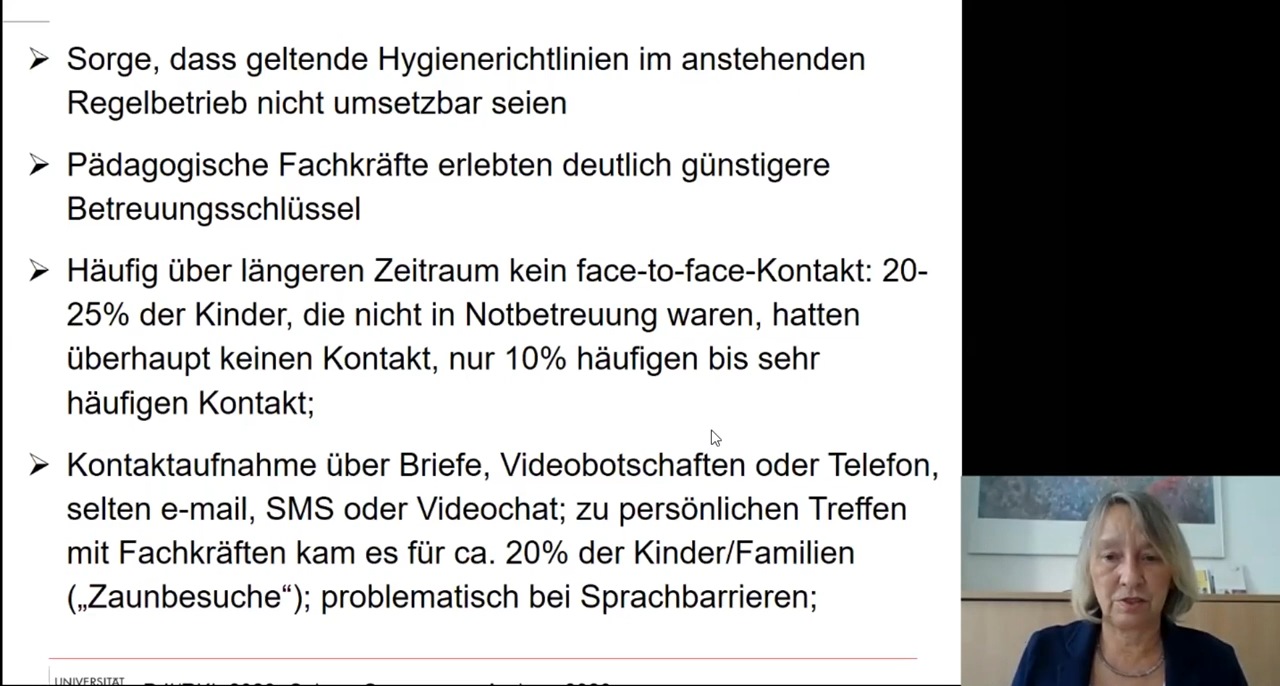 ➢ Sorge, dass geltende Hygienerichtlinien im anstehenden
Regelbetrieb nicht umsetzbar seien
➢ Pädagogische Fachkräfte erlebten deutlich günstigere
Betreuungsschlüssel
➢ Häufig über längeren Zeitraum kein face-to-face-Kontakt: 20-
25% der Kinder, die nicht in Notbetreuung waren, hatten
überhaupt keinen Kontakt, nur 10% häufigen bis sehr
häufigen Kontakt;
➢ Kontaktaufnahme über Briefe, Videobotschaften oder Telefon,
selten e-mail, SMS oder Videochat; zu persönlichen Treffen
mit Fachkräften kam es für ca. 20% der Kinder/Familien
(„Zaunbesuche“); problematisch bei Sprachbarrieren;
UNIVERSITÄT